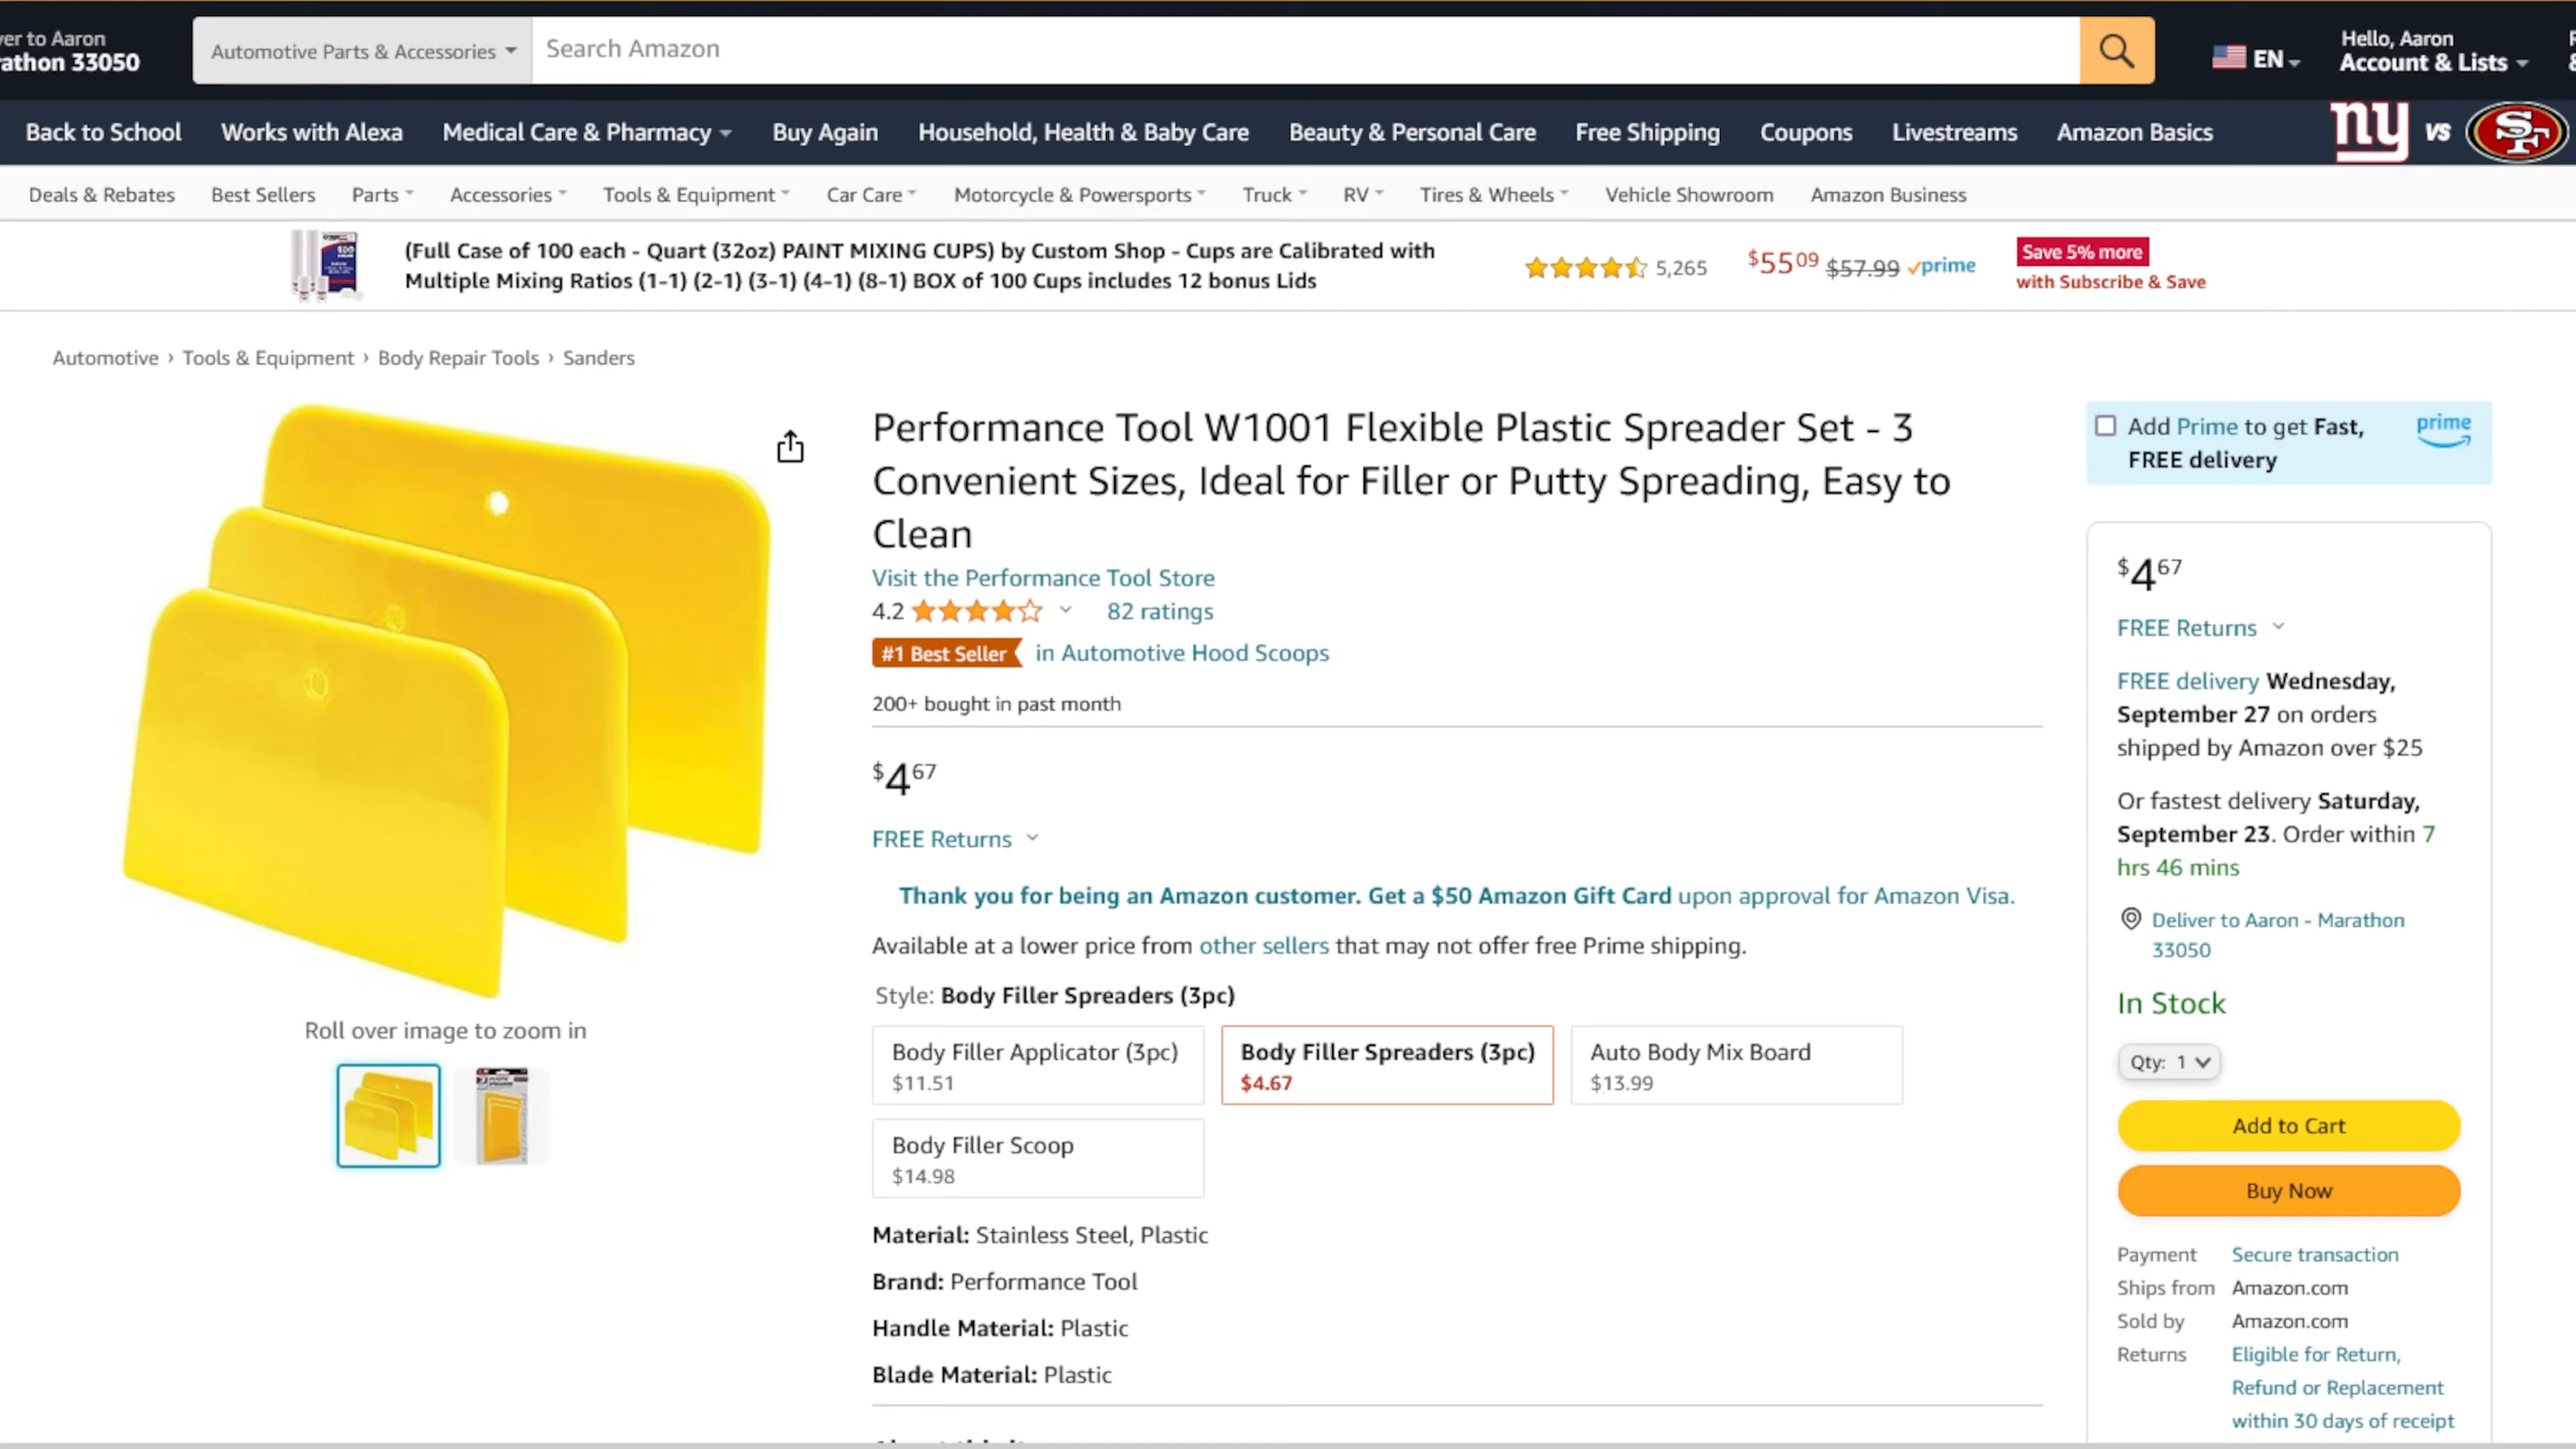 er to Aaron
athon 33050
Automotive Parts & Accessories
Search Amazon
EN
Hello, Aaron
Account & Lists
Back to School
Works with Alexa
Medical Care & Pharmacy
Buy Again
Household, Health & Baby Care
Beauty & Personal Care
Free Shipping
Coupons
Livestreams
Amazon Basics
ny
vs
SF
Deals & Rebates
Best Sellers
Parts
Accessories
Tools & Equipment
Car Care
Motorcycle & Powersports
Truck
RV
Tires & Wheels
Vehicle Showroom
Amazon Business
(Full Case of 100 each - Quart (32oz) PAINT MIXING CUPS) by Custom Shop - Cups are Calibrated with
Multiple Mixing Ratios (1-1) (2-1) (3-1) (4-1) (8-1) BOX of 100 Cups includes 12 bonus Lids
5,265
$5509 $57.99 prime
Save 5% more
with Subscribe & Save
Automotive › Tools & Equipment › Body Repair Tools › Sanders
Roll over image to zoom in
Performance Tool W1001 Flexible Plastic Spreader Set - 3
Convenient Sizes, Ideal for Filler or Putty Spreading, Easy to
Clean
Visit the Performance Tool Store
4.2 82 ratings
#1 Best Seller in Automotive Hood Scoops
200+ bought in past month
$467
FREE Returns
Thank you for being an Amazon customer. Get a $50 Amazon Gift Card upon approval for Amazon Visa.
Available at a lower price from other sellers that may not offer free Prime shipping.
Style: Body Filler Spreaders (3pc)
Body Filler Applicator (3pc)
$11.51
Body Filler Spreaders (3pc)
$4.67
Auto Body Mix Board
$13.99
Body Filler Scoop
$14.98
Material: Stainless Steel, Plastic
Brand: Performance Tool
Handle Material: Plastic
Blade Material: Plastic
Add Prime to get Fast,
FREE delivery
prime
$467
FREE Returns
FREE delivery Wednesday,
September 27 on orders
shipped by Amazon over $25
Or fastest delivery Saturday,
September 23. Order within 7
hrs 46 mins
Deliver to Aaron - Marathon
33050
In Stock
Qty: 1
Add to Cart
Buy Now
Payment Secure transaction
Ships from Amazon.com
Sold by Amazon.com
Returns Eligible for Return,
Refund or Replacement
within 30 days of receipt